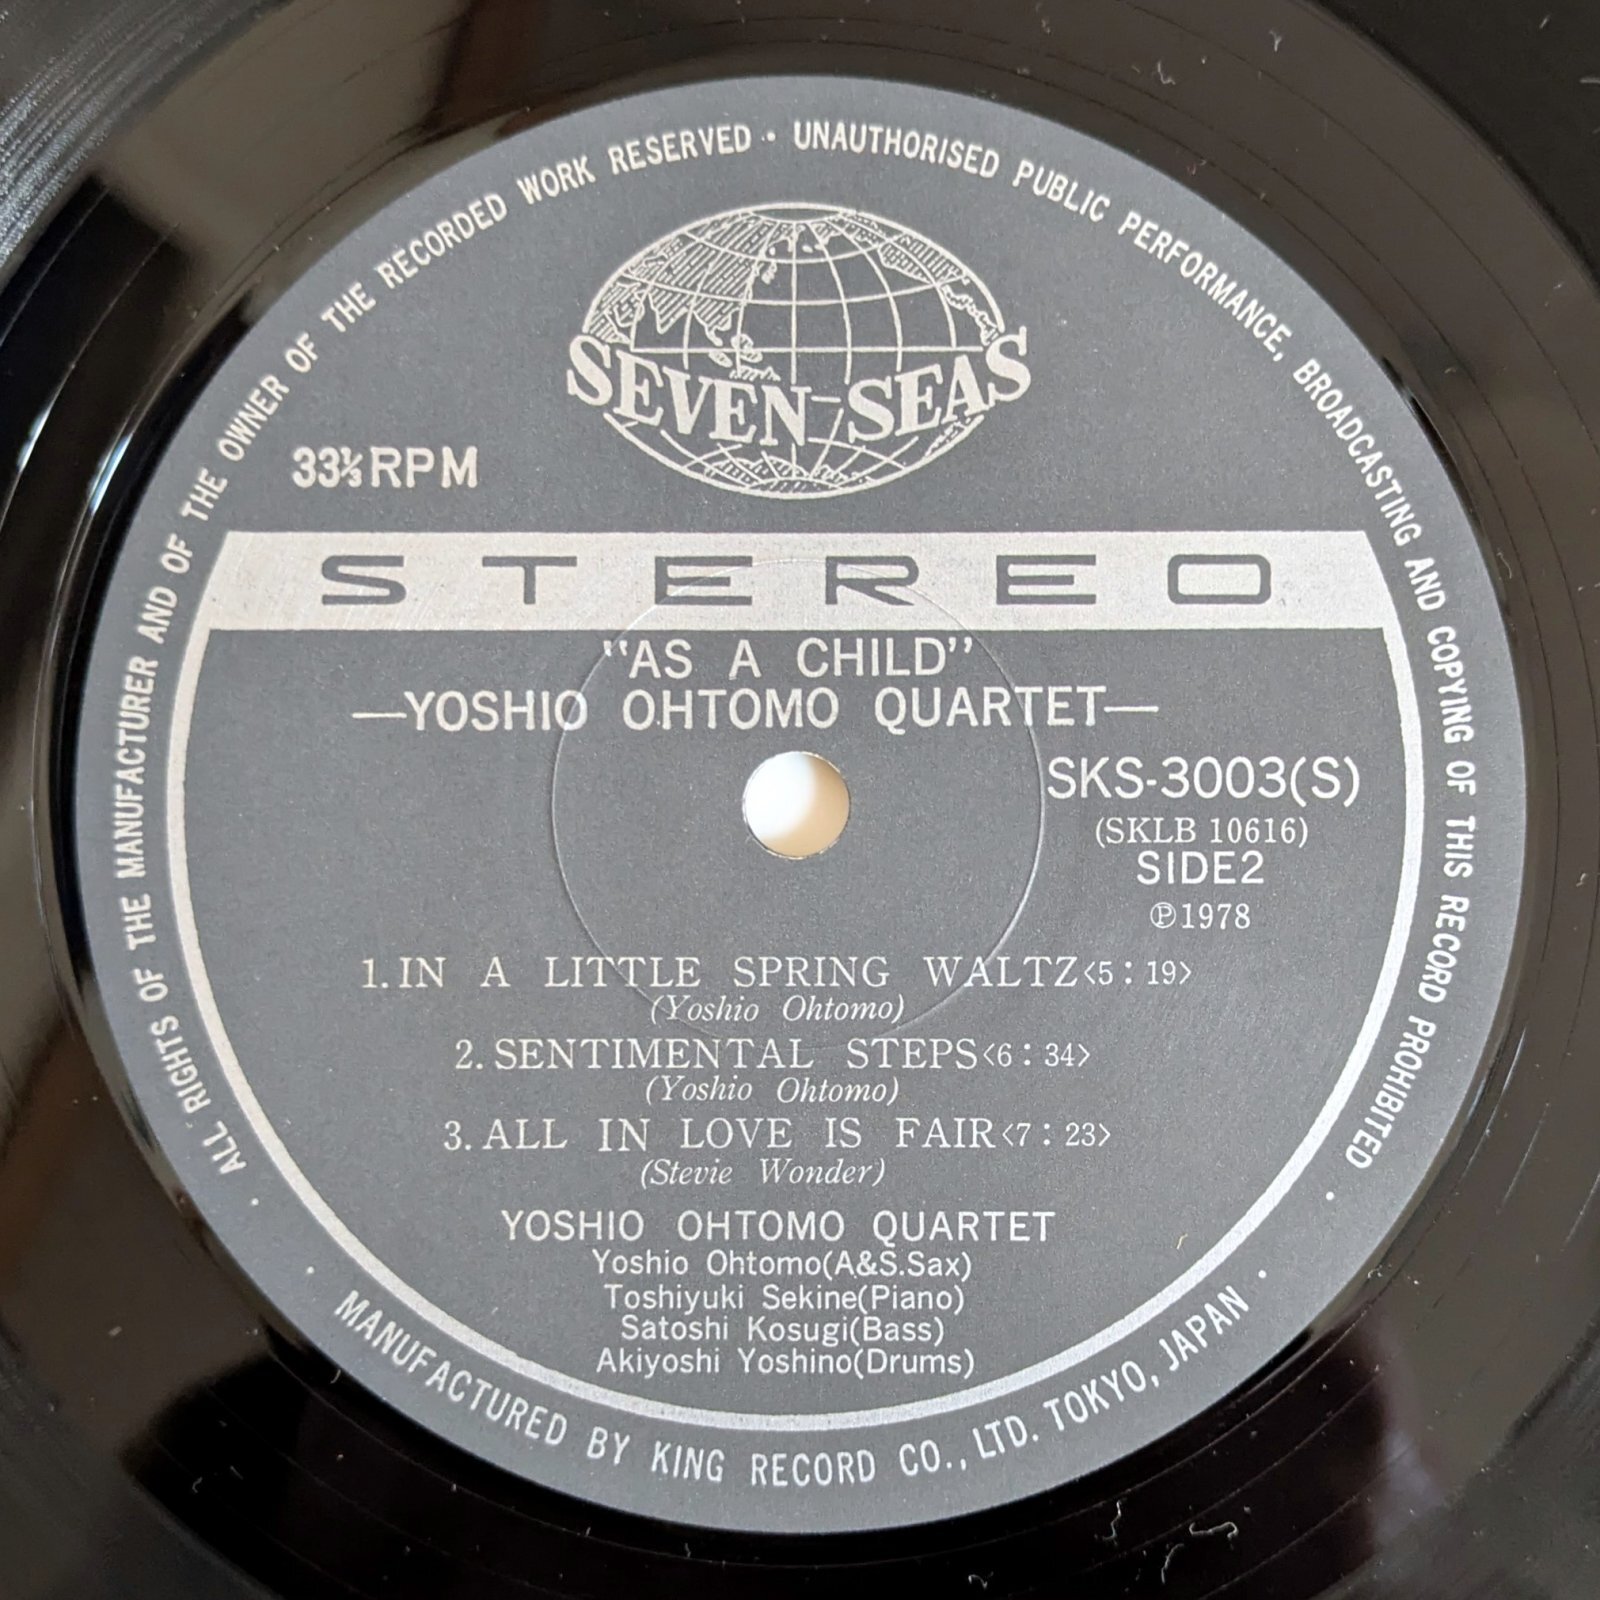 ALL RIGHTS OF THE MANUFACTURER AND OF THE OWNER OF THE RECORDED WORK RESERVED · UNAUTHORISED PUBLIC PERFORMANCE, BROADCASTING AND COPYING OF THIS RECORD PROHIBITED
SEVEN-SEAS
33⅓RPM
STEREO
"AS A CHILD"
—YOSHIO OHTOMO QUARTET—
SKS-3003(S)
(SKLB 10616)
SIDE2
Ⓟ1978
1. IN A LITTLE SPRING WALTZ<5:19>
(Yoshio Ohtomo)
2. SENTIMENTAL STEPS<6:34>
(Yoshio Ohtomo)
3. ALL IN LOVE IS FAIR<7:23>
(Stevie Wonder)
YOSHIO OHTOMO QUARTET
Yoshio Ohtomo(A&S.Sax)
Toshiyuki Sekine(Piano)
Satoshi Kosugi(Bass)
Akiyoshi Yoshino(Drums)
MANUFACTURED BY KING RECORD CO., LTD. TOKYO, JAPAN